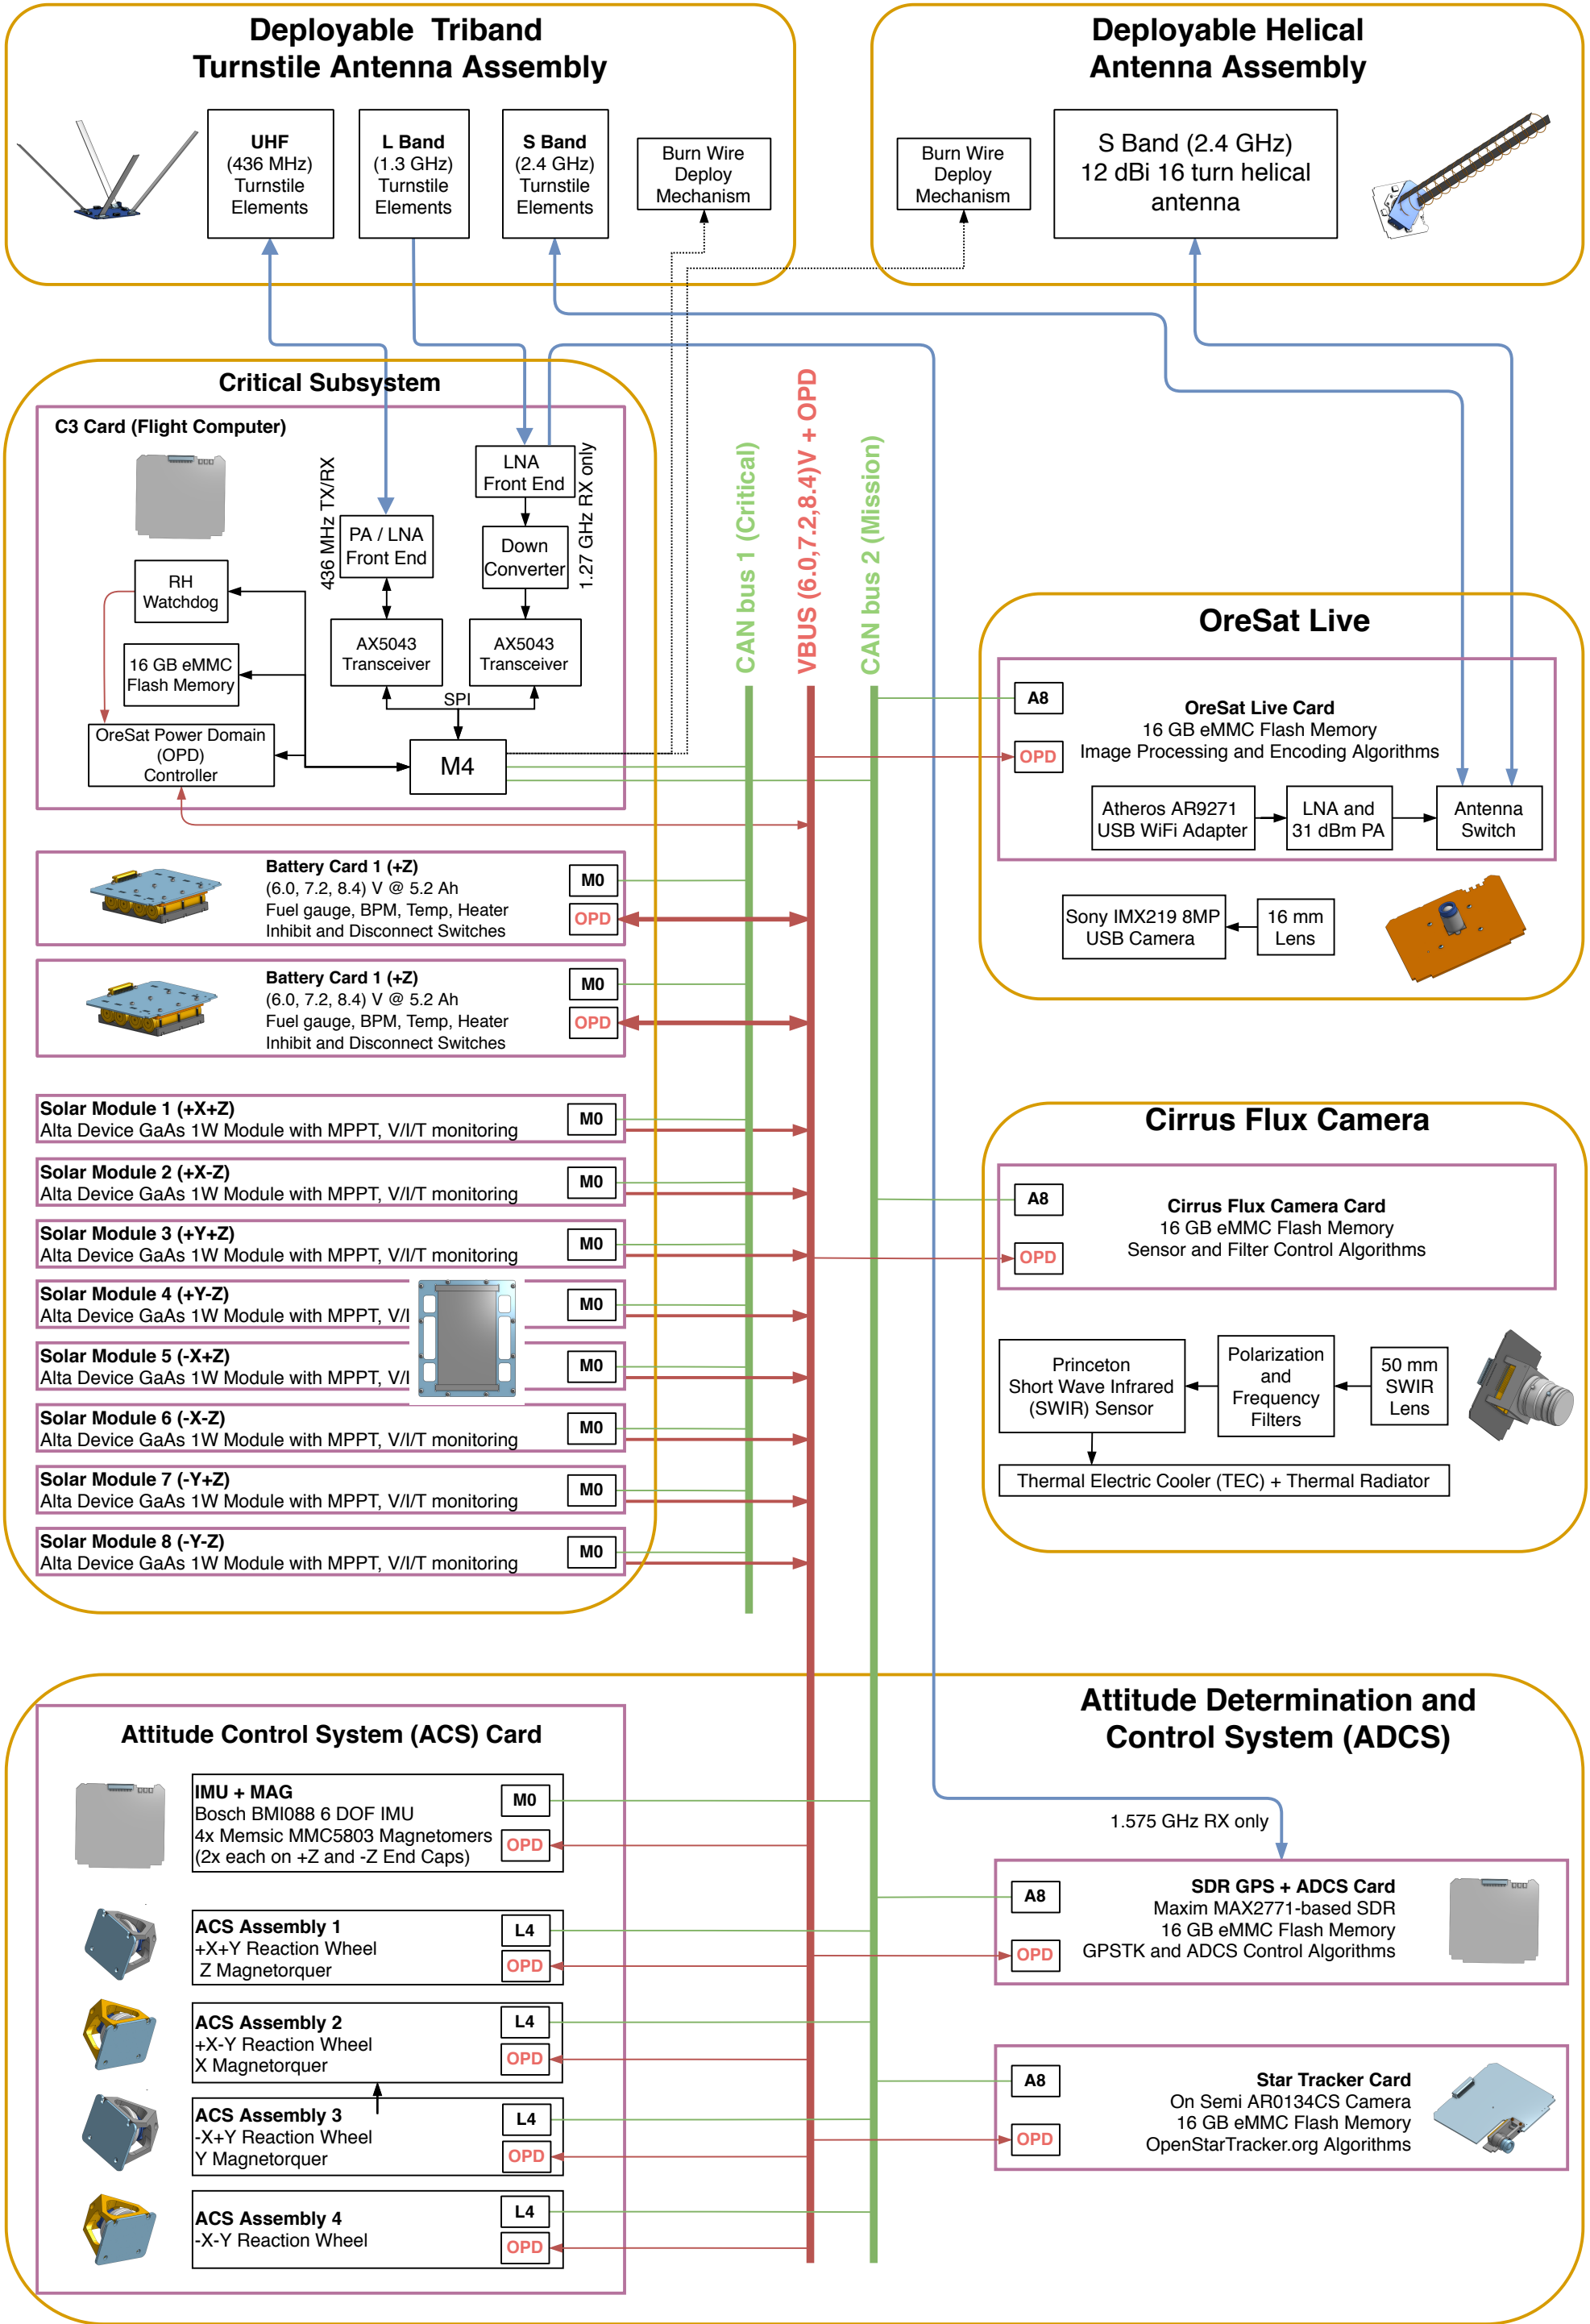 Deployable Triband
Turnstile Antenna Assembly
UHF
(436 MHz)
Turnstile
Elements
L Band
(1.3 GHz)
Turnstile
Elements
S Band
(2.4 GHz)
Turnstile
Elements
Burn Wire
Deploy
Mechanism
Deployable Helical
Antenna Assembly
Burn Wire
Deploy
Mechanism
S Band (2.4 GHz)
12 dBi 16 turn helical
antenna
Critical Subsystem
C3 Card (Flight Computer)
436 MHz TX/RX
LNA
Front End
1.27 GHz RX only
PA / LNA
Front End
Down
Converter
RH
Watchdog
AX5043
Transceiver
AX5043
Transceiver
16 GB eMMC
Flash Memory
SPI
OreSat Power Domain
(OPD)
Controller
M4
CAN bus 1 (Critical)
VBUS (6.0,7.2,8.4)V + OPD
CAN bus 2 (Mission)
Battery Card 1 (+Z)
(6.0, 7.2, 8.4) V @ 5.2 Ah
Fuel gauge, BPM, Temp, Heater
Inhibit and Disconnect Switches
M0
OPD
Battery Card 1 (+Z)
(6.0, 7.2, 8.4) V @ 5.2 Ah
Fuel gauge, BPM, Temp, Heater
Inhibit and Disconnect Switches
M0
OPD
Solar Module 1 (+X+Z)
Alta Device GaAs 1W Module with MPPT, V/I/T monitoring
M0
Solar Module 2 (+X-Z)
Alta Device GaAs 1W Module with MPPT, V/I/T monitoring
M0
Solar Module 3 (+Y+Z)
Alta Device GaAs 1W Module with MPPT, V/I/T monitoring
M0
Solar Module 4 (+Y-Z)
Alta Device GaAs 1W Module with MPPT, V/I
M0
Solar Module 5 (-X+Z)
Alta Device GaAs 1W Module with MPPT, V/I
M0
Solar Module 6 (-X-Z)
Alta Device GaAs 1W Module with MPPT, V/I/T monitoring
M0
Solar Module 7 (-Y+Z)
Alta Device GaAs 1W Module with MPPT, V/I/T monitoring
M0
Solar Module 8 (-Y-Z)
Alta Device GaAs 1W Module with MPPT, V/I/T monitoring
M0
OreSat Live
A8
OPD
OreSat Live Card
16 GB eMMC Flash Memory
Image Processing and Encoding Algorithms
Atheros AR9271
USB WiFi Adapter
LNA and
31 dBm PA
Antenna
Switch
Sony IMX219 8MP
USB Camera
16 mm
Lens
Cirrus Flux Camera
A8
OPD
Cirrus Flux Camera Card
16 GB eMMC Flash Memory
Sensor and Filter Control Algorithms
Princeton
Short Wave Infrared
(SWIR) Sensor
Polarization
and
Frequency
Filters
50 mm
SWIR
Lens
Thermal Electric Cooler (TEC) + Thermal Radiator
Attitude Control System (ACS) Card
IMU + MAG
Bosch BMI088 6 DOF IMU
4x Memsic MMC5803 Magnetomers
(2x each on +Z and -Z End Caps)
M0
OPD
ACS Assembly 1
+X+Y Reaction Wheel
Z Magnetorquer
L4
OPD
ACS Assembly 2
+X-Y Reaction Wheel
X Magnetorquer
L4
OPD
ACS Assembly 3
-X+Y Reaction Wheel
Y Magnetorquer
L4
OPD
ACS Assembly 4
-X-Y Reaction Wheel
L4
OPD
Attitude Determination and
Control System (ADCS)
1.575 GHz RX only
A8
OPD
SDR GPS + ADCS Card
Maxim MAX2771-based SDR
16 GB eMMC Flash Memory
GPSTK and ADCS Control Algorithms
A8
OPD
Star Tracker Card
On Semi AR0134CS Camera
16 GB eMMC Flash Memory
OpenStarTracker.org Algorithms